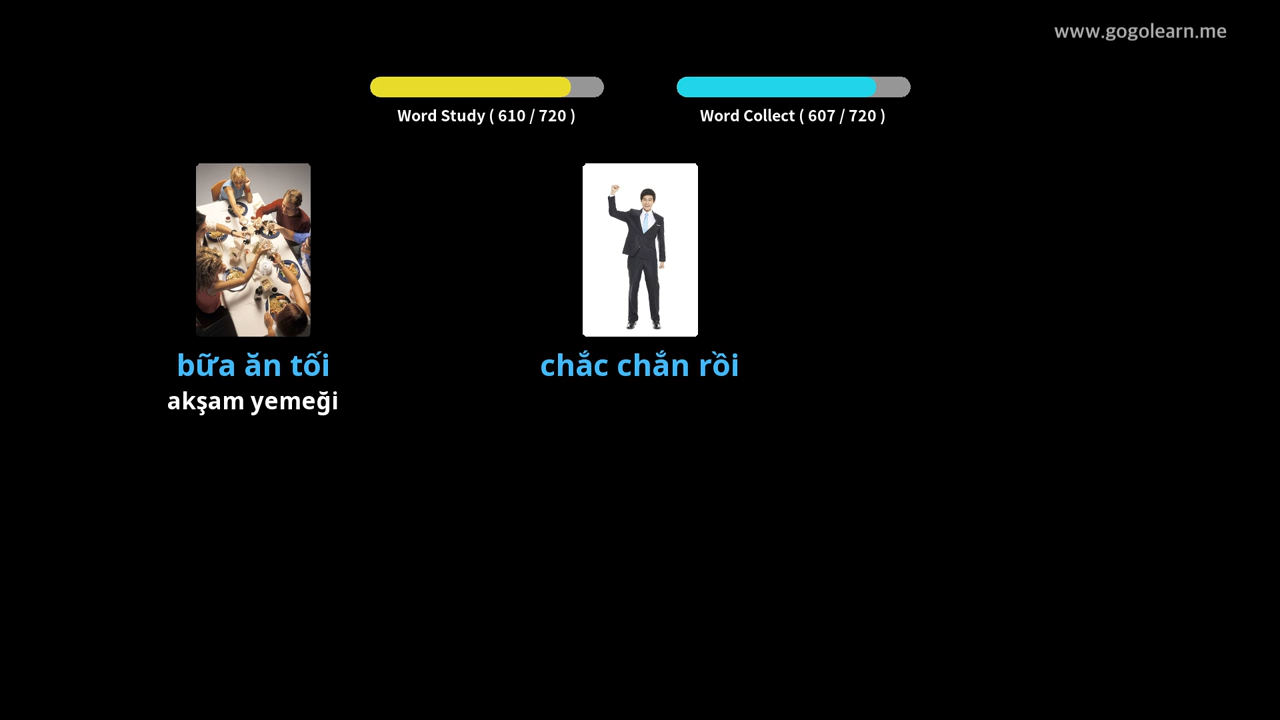 www.gogolearn.me
Word Study ( 610 / 720 )
Word Collect ( 607 / 720 )
bữa ăn tối
akşam yemeği
chắc chắn rồi